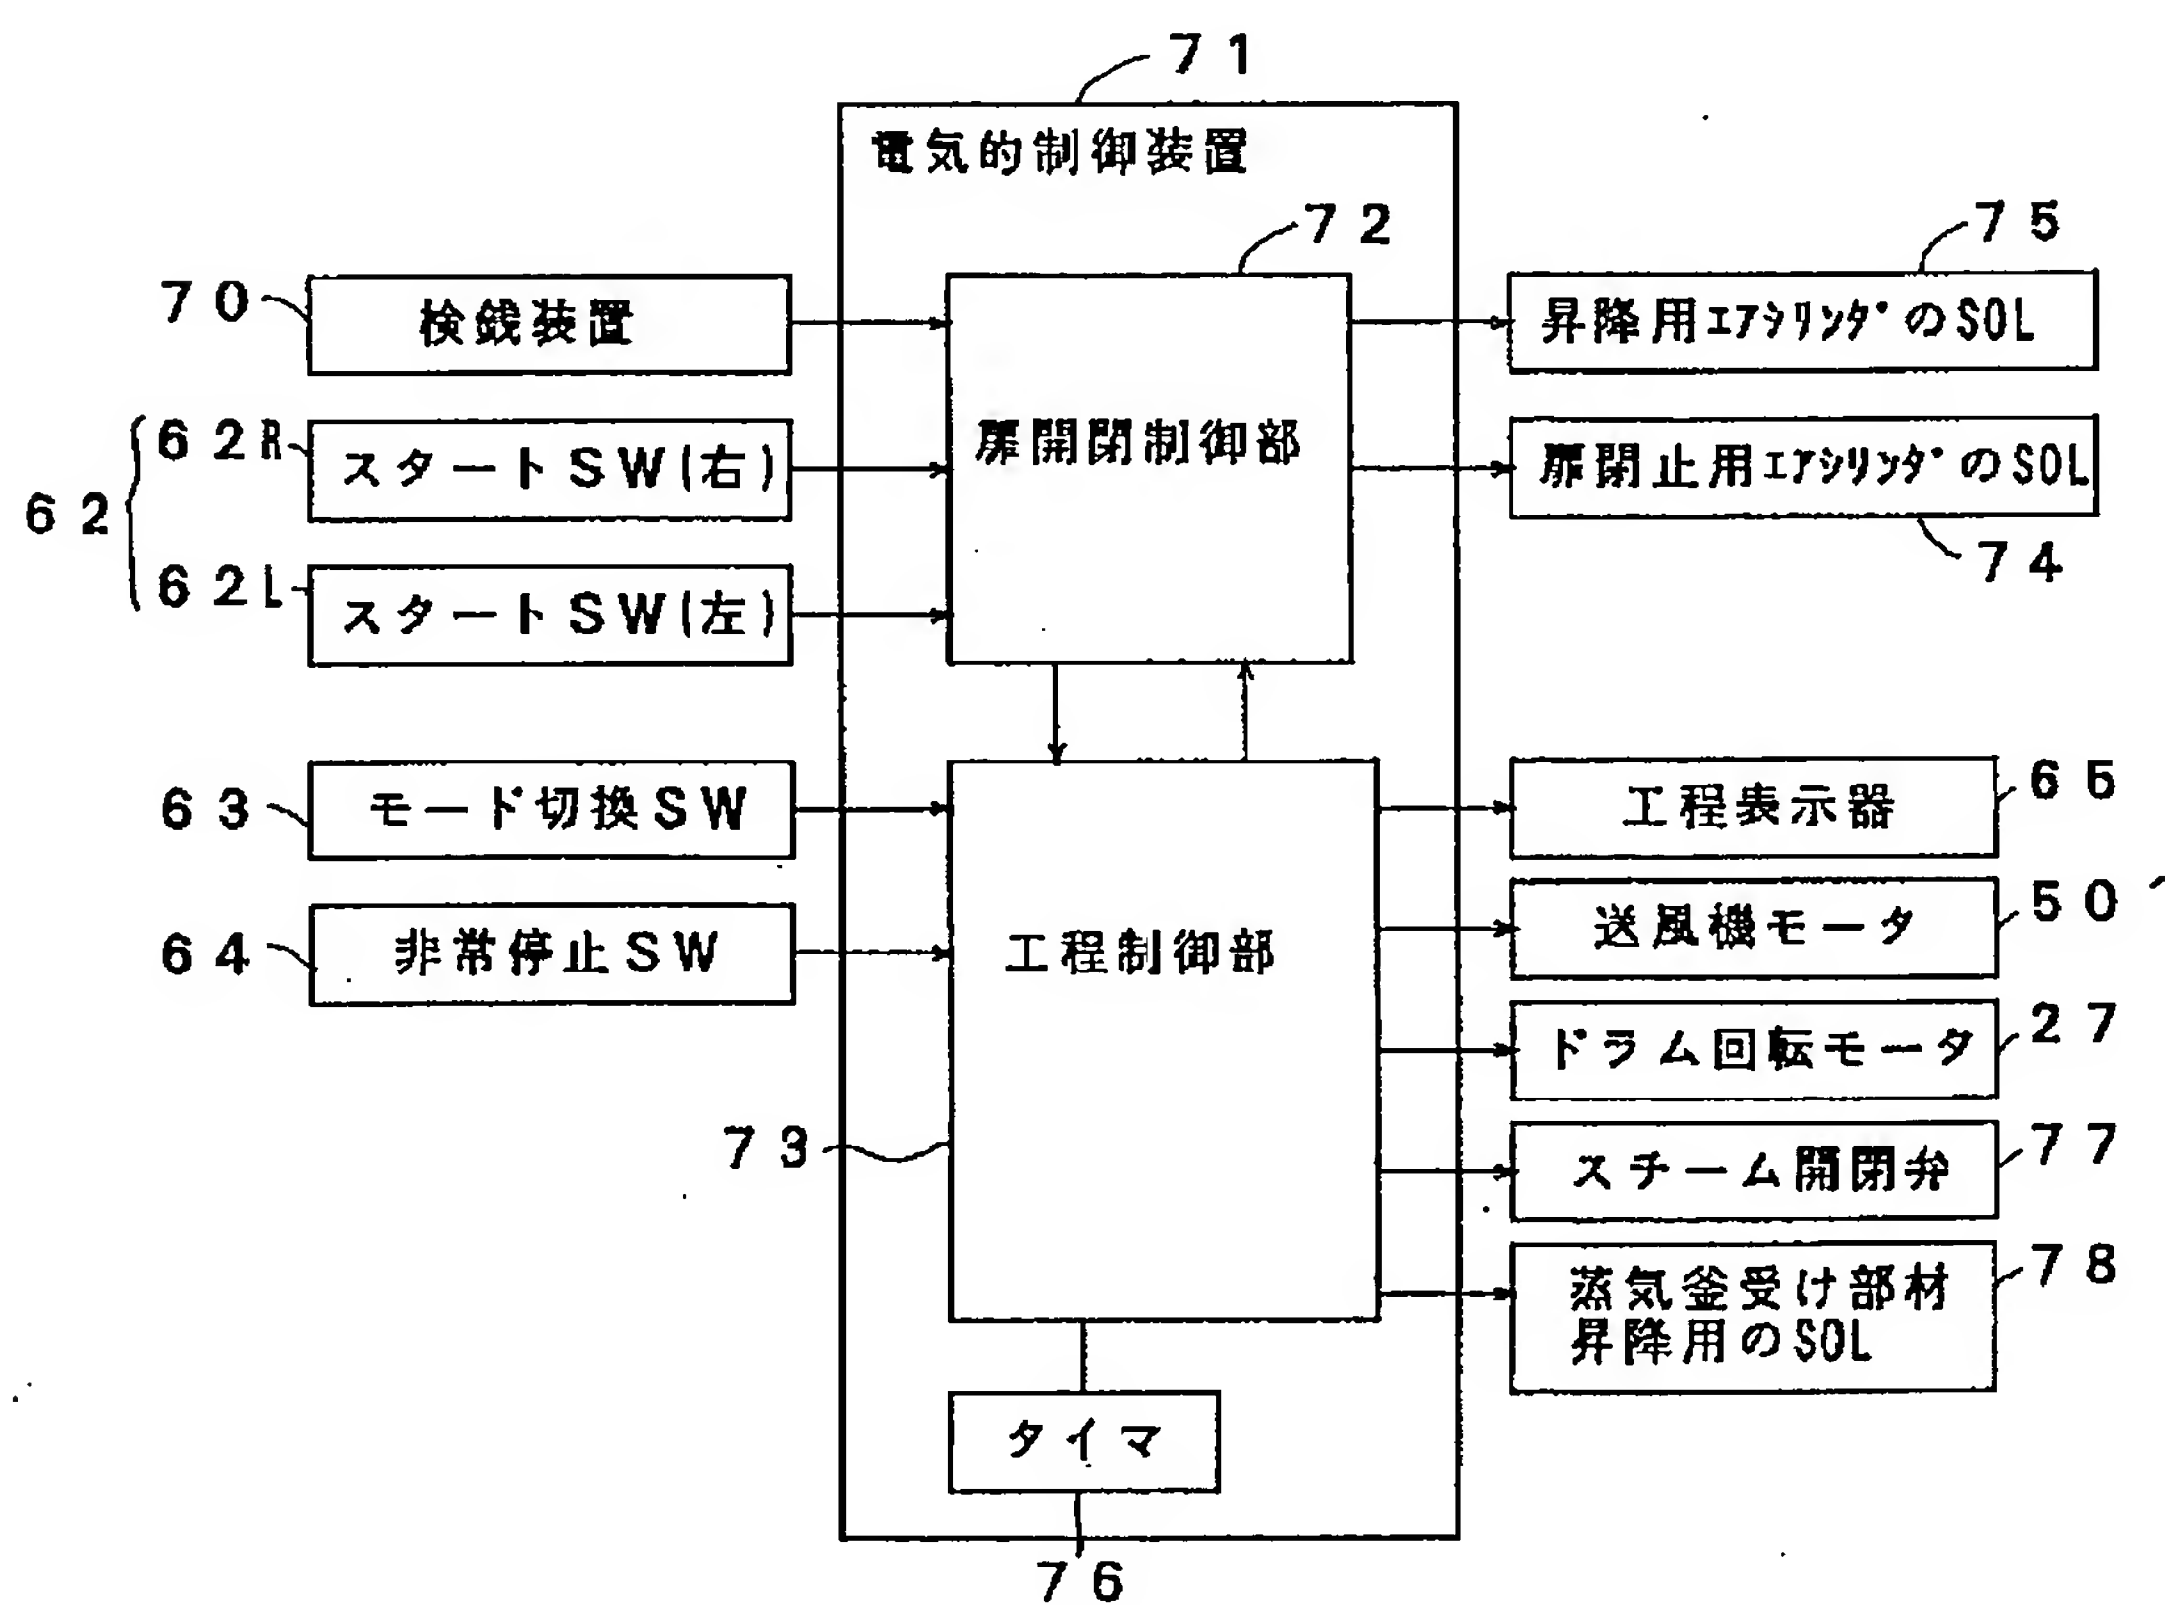 71
電気的制御装置
72
75
70
検銭装置
昇降用ｴｱｼﾘﾝﾀﾞのSOL
62R
スタートSW(右)
扉開閉制御部
扉閉止用ｴｱｼﾘﾝﾀﾞのSOL
62
74
62L
スタートSW(左)
63
モード切換SW
工程表示器
65
64
非常停止SW
工程制御部
送風機モータ
50'
ドラム回転モータ
27
73
スチーム開閉弁
77
蒸気釜受け部材
昇降用のSOL
78
タイマ
76